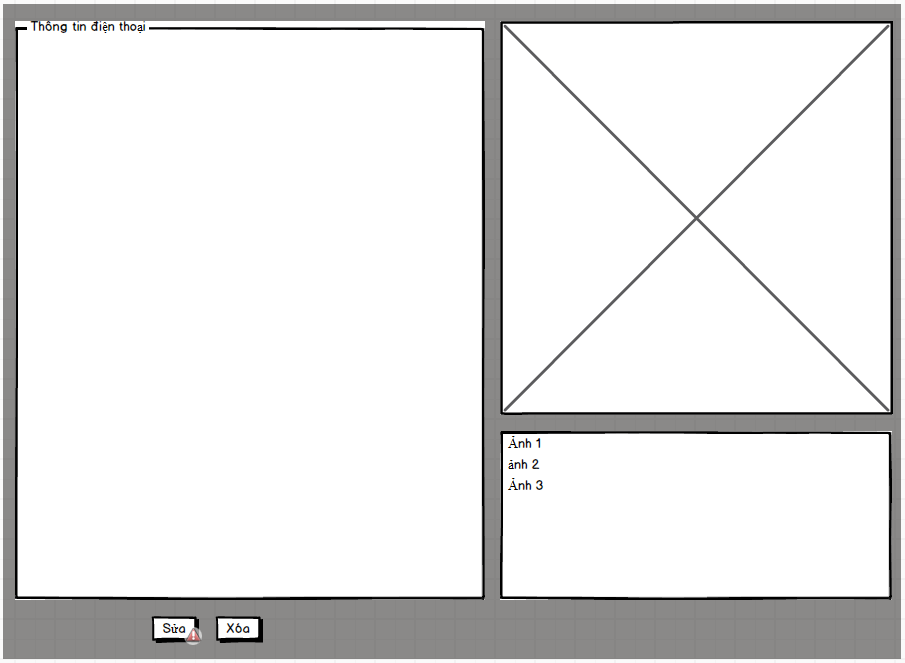 Thông tin điện thoại
Ảnh 1
ảnh 2
Ảnh 3
Sửa
Xóa